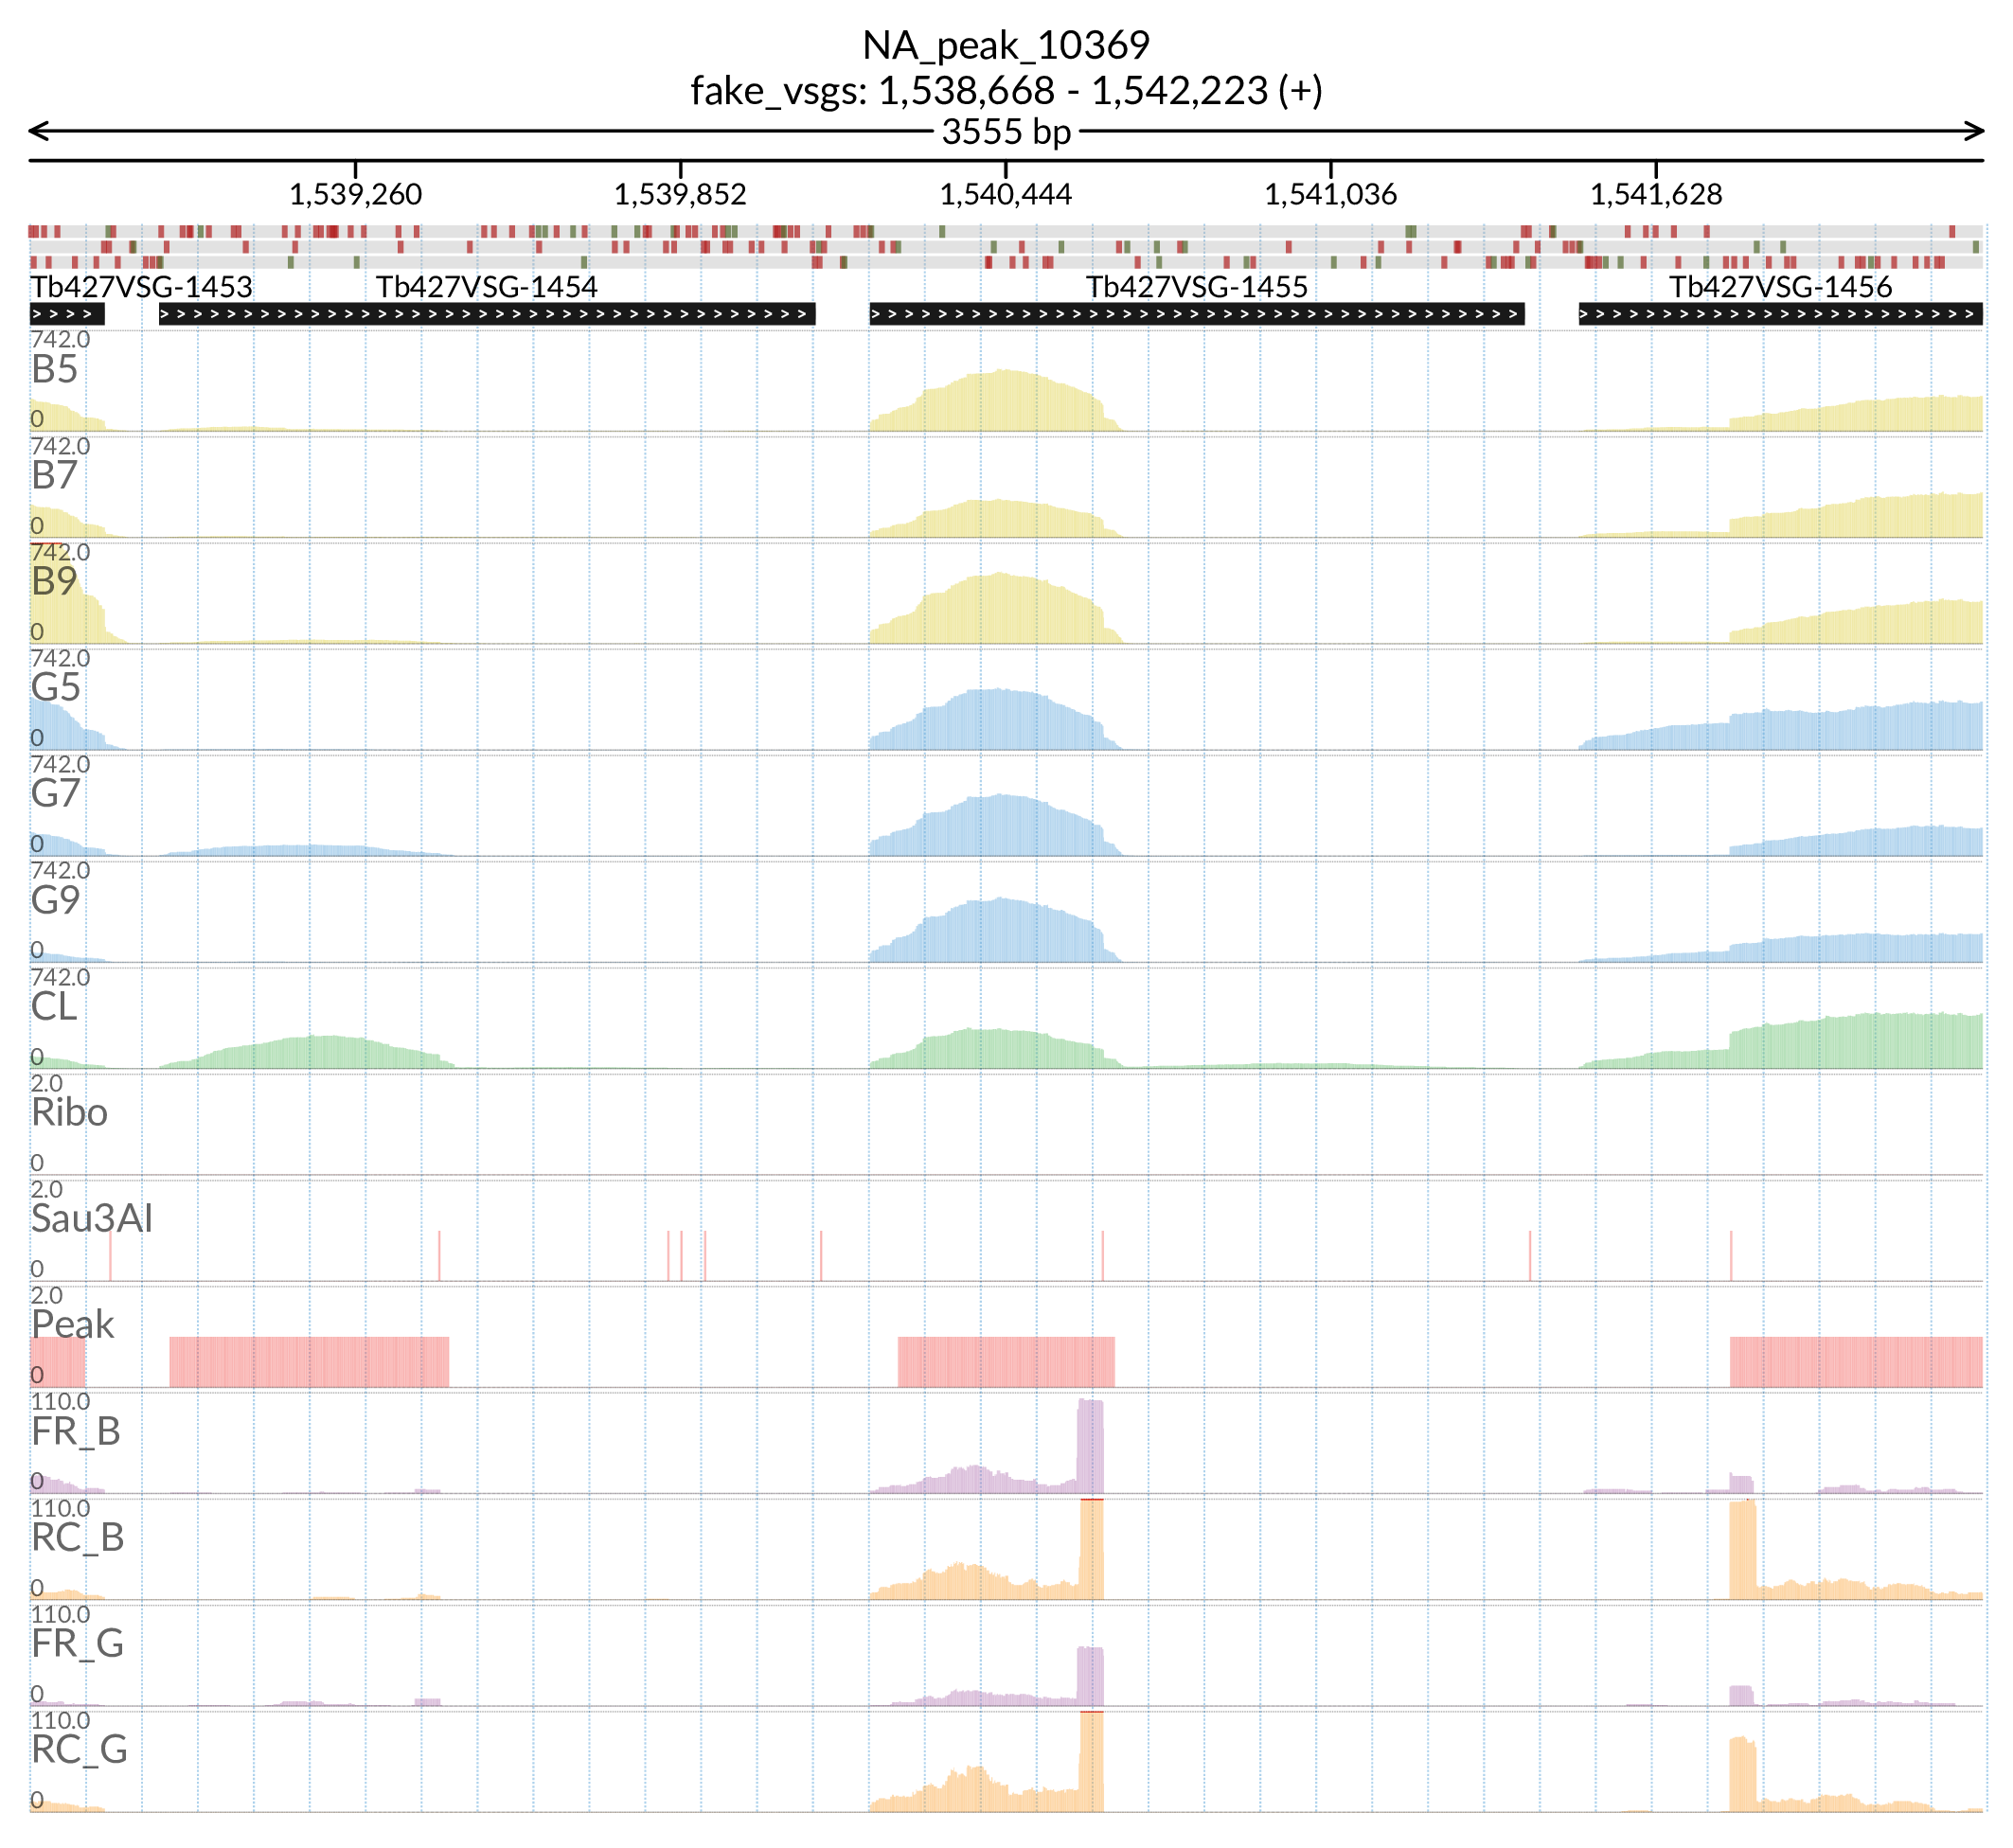 NA_peak_10369
fake_vsgs: 1,538,668 - 1,542,223 (+)
3555 bp
1,539,260 1,539,852 1,540,444 1,541,036 1,541,628
Tb427VSG-1453 Tb427VSG-1454 Tb427VSG-1455 Tb427VSG-1456
742.0
B5
0
742.0
B7
0
742.0
B9
0
742.0
G5
0
742.0
G7
0
742.0
G9
0
742.0
CL
0
2.0
Ribo
0
2.0
Sau3AI
0
2.0
Peak
0
110.0
FR_B
0
110.0
RC_B
0
110.0
FR_G
0
110.0
RC_G
0